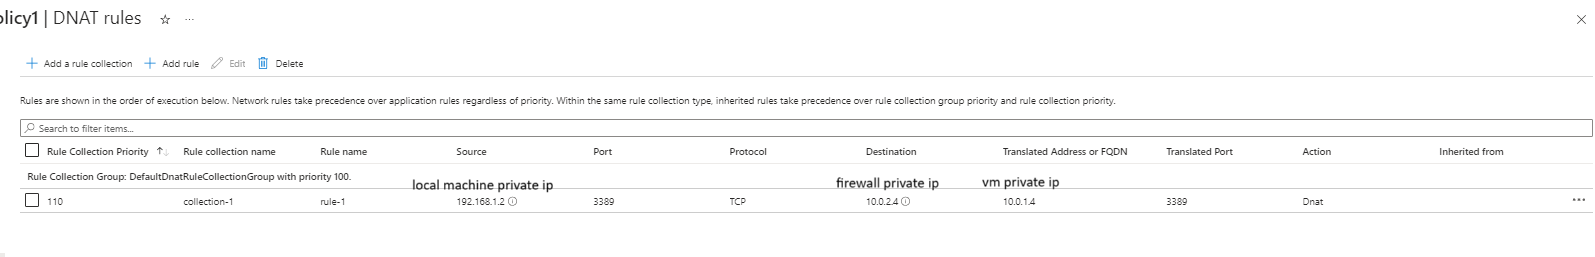 olicy1 | DNAT rules ☆ ...
Add a rule collection Add rule Edit Delete
Rules are shown in the order of execution below. Network rules take precedence over application rules regardless of priority. Within the same rule collection type, inherited rules take precedence over rule collection group priority and rule collection priority.
Search to filter items...
Rule Collection Priority ↑↓ Rule collection name Rule name Source Port Protocol Destination Translated Address or FQDN Translated Port Action Inherited from
Rule Collection Group: DefaultDnatRuleCollectionGroup with priority 100.
local machine private ip firewall private ip vm private ip
110 collection-1 rule-1 192.168.1.2 3389 TCP 10.0.2.4 10.0.1.4 3389 Dnat ...